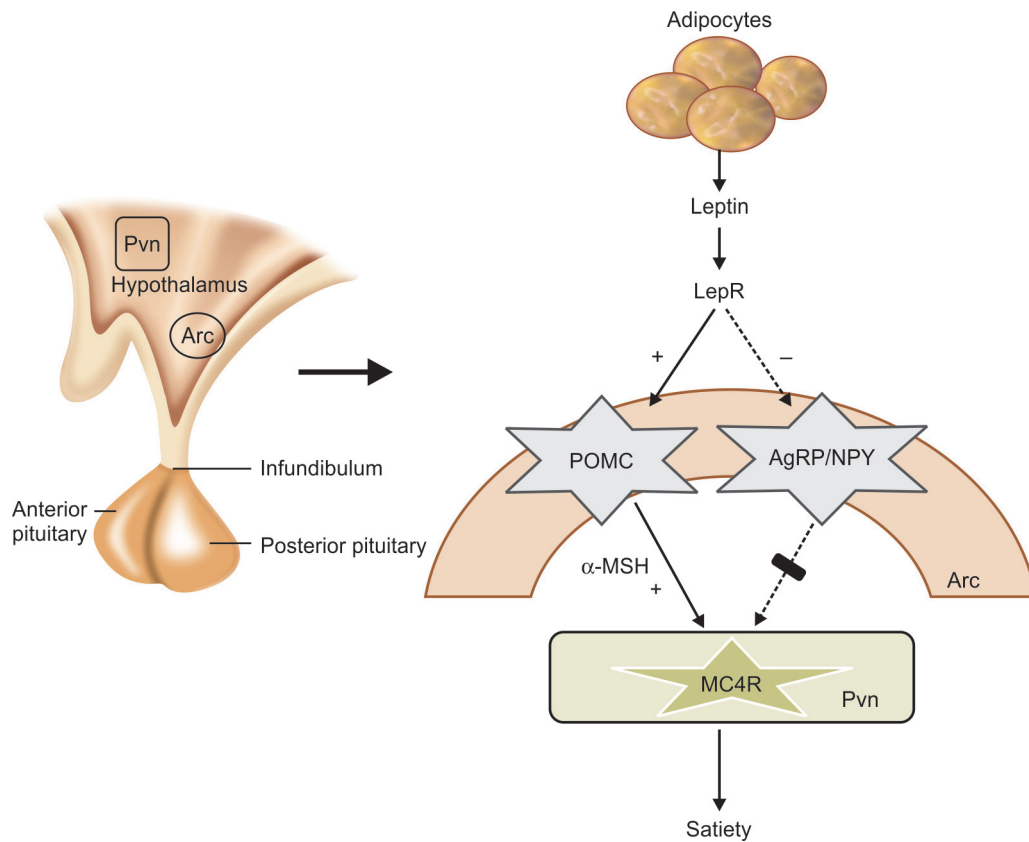 Adipocytes
Leptin
LepR
+
–
POMC
AgRP/NPY
α-MSH
+
Arc
MC4R
Pvn
Satiety
Pvn
Hypothalamus
Arc
Infundibulum
Anterior
pituitary
Posterior pituitary